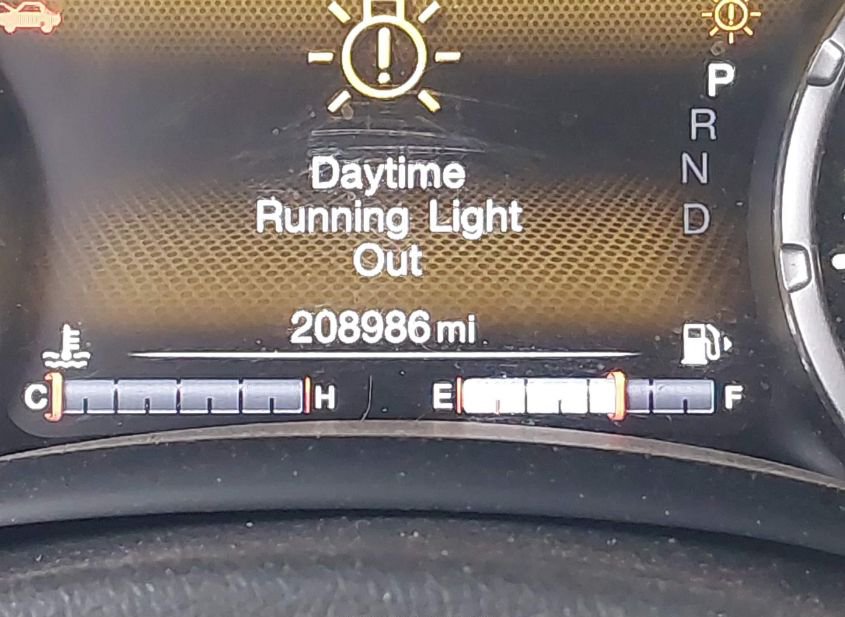 P
R
Daytime
N
Running Light
D
Out
208986 mi
C H E F